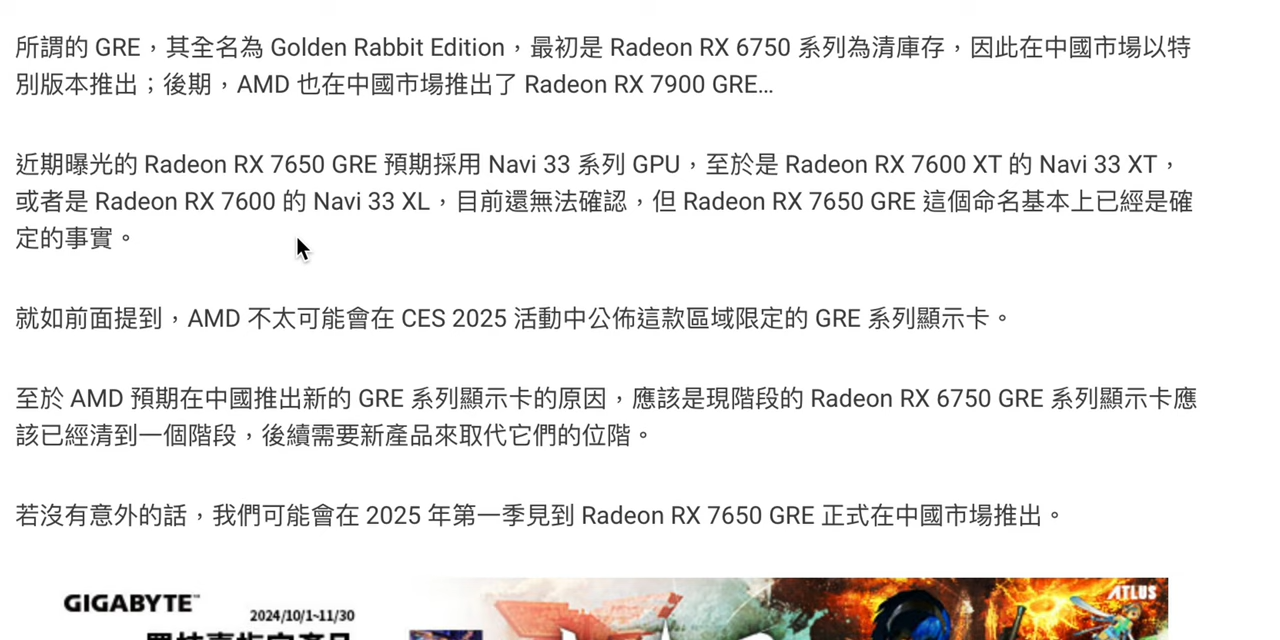 所謂的 GRE，其全名為 Golden Rabbit Edition，最初是 Radeon RX 6750 系列為清庫存，因此在中國市場以特
別版本推出；後期，AMD 也在中國市場推出了 Radeon RX 7900 GRE…
近期曝光的 Radeon RX 7650 GRE 預期採用 Navi 33 系列 GPU，至於是 Radeon RX 7600 XT 的 Navi 33 XT，
或者是 Radeon RX 7600 的 Navi 33 XL，目前還無法確認，但 Radeon RX 7650 GRE 這個命名基本上已經是確
定的事實。
就如前面提到，AMD 不太可能會在 CES 2025 活動中公佈這款區域限定的 GRE 系列顯示卡。
至於 AMD 預期在中國推出新的 GRE 系列顯示卡的原因，應該是現階段的 Radeon RX 6750 GRE 系列顯示卡應
該已經清到一個階段，後續需要新產品來取代它們的位階。
若沒有意外的話，我們可能會在 2025 年第一季見到 Radeon RX 7650 GRE 正式在中國市場推出。
GIGABYTE™
2024/10/1~11/30
ATLUS